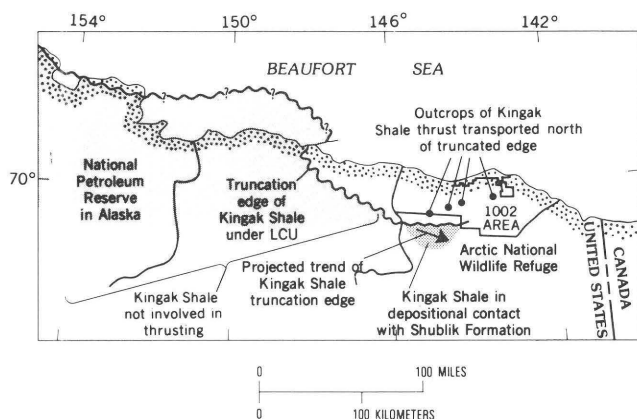 154° 150° 146° 142°
BEAUFORT SEA
Outcrops of Kingak
Shale thrust transported north
of truncated edge
70°
National
Petroleum
Reserve
in Alaska
Truncation
edge of
Kingak Shale
under LCU
1002
AREA
Projected trend of
Kingak Shale
truncation edge
Arctic National
Wildlife Refuge
Kingak Shale
not involved in
thrusting
Kingak Shale in
depositional contact
with Shublik Formation
UNITED STATES
CANADA
? ? ? ?
0 100 MILES
0 100 KILOMETERS